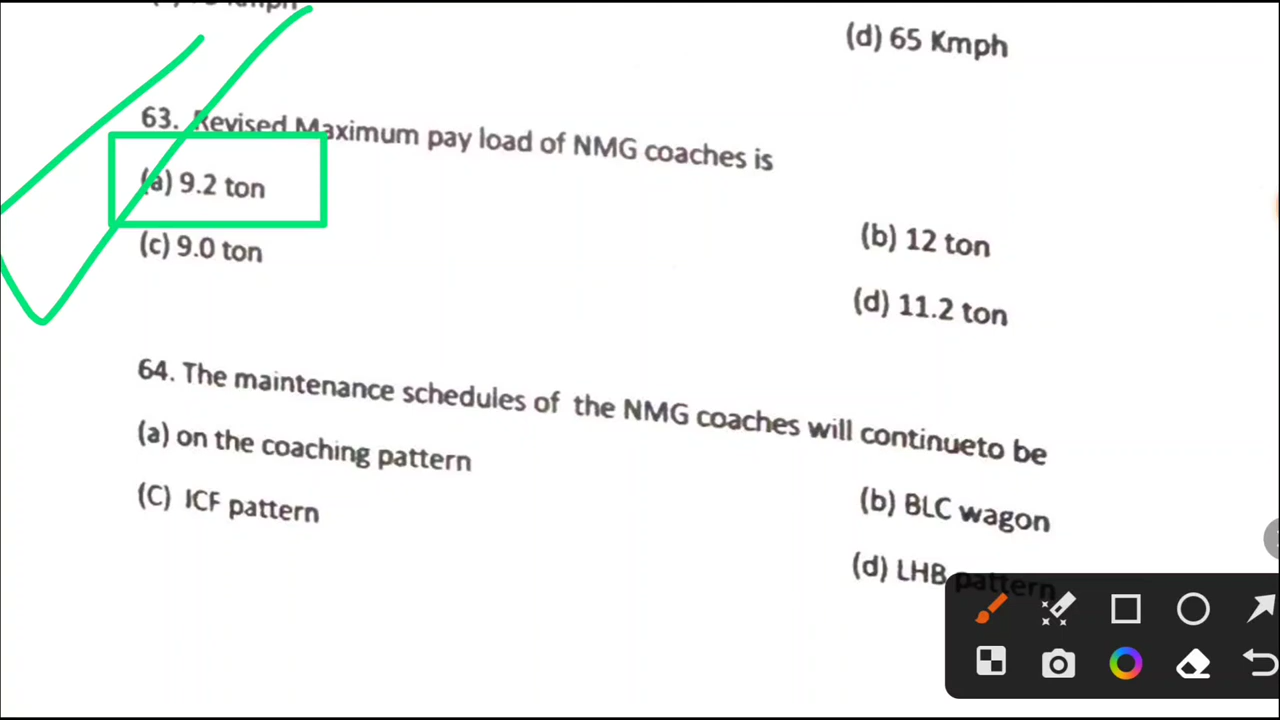 (d) 65 Kmph
63. Revised Maximum pay load of NMG coaches is
(a) 9.2 ton
(b) 12 ton
(c) 9.0 ton
(d) 11.2 ton
64. The maintenance schedules of the NMG coaches will continueto be
(a) on the coaching pattern
(b) BLC wagon
(C) ICF pattern
(d) LHB pattern